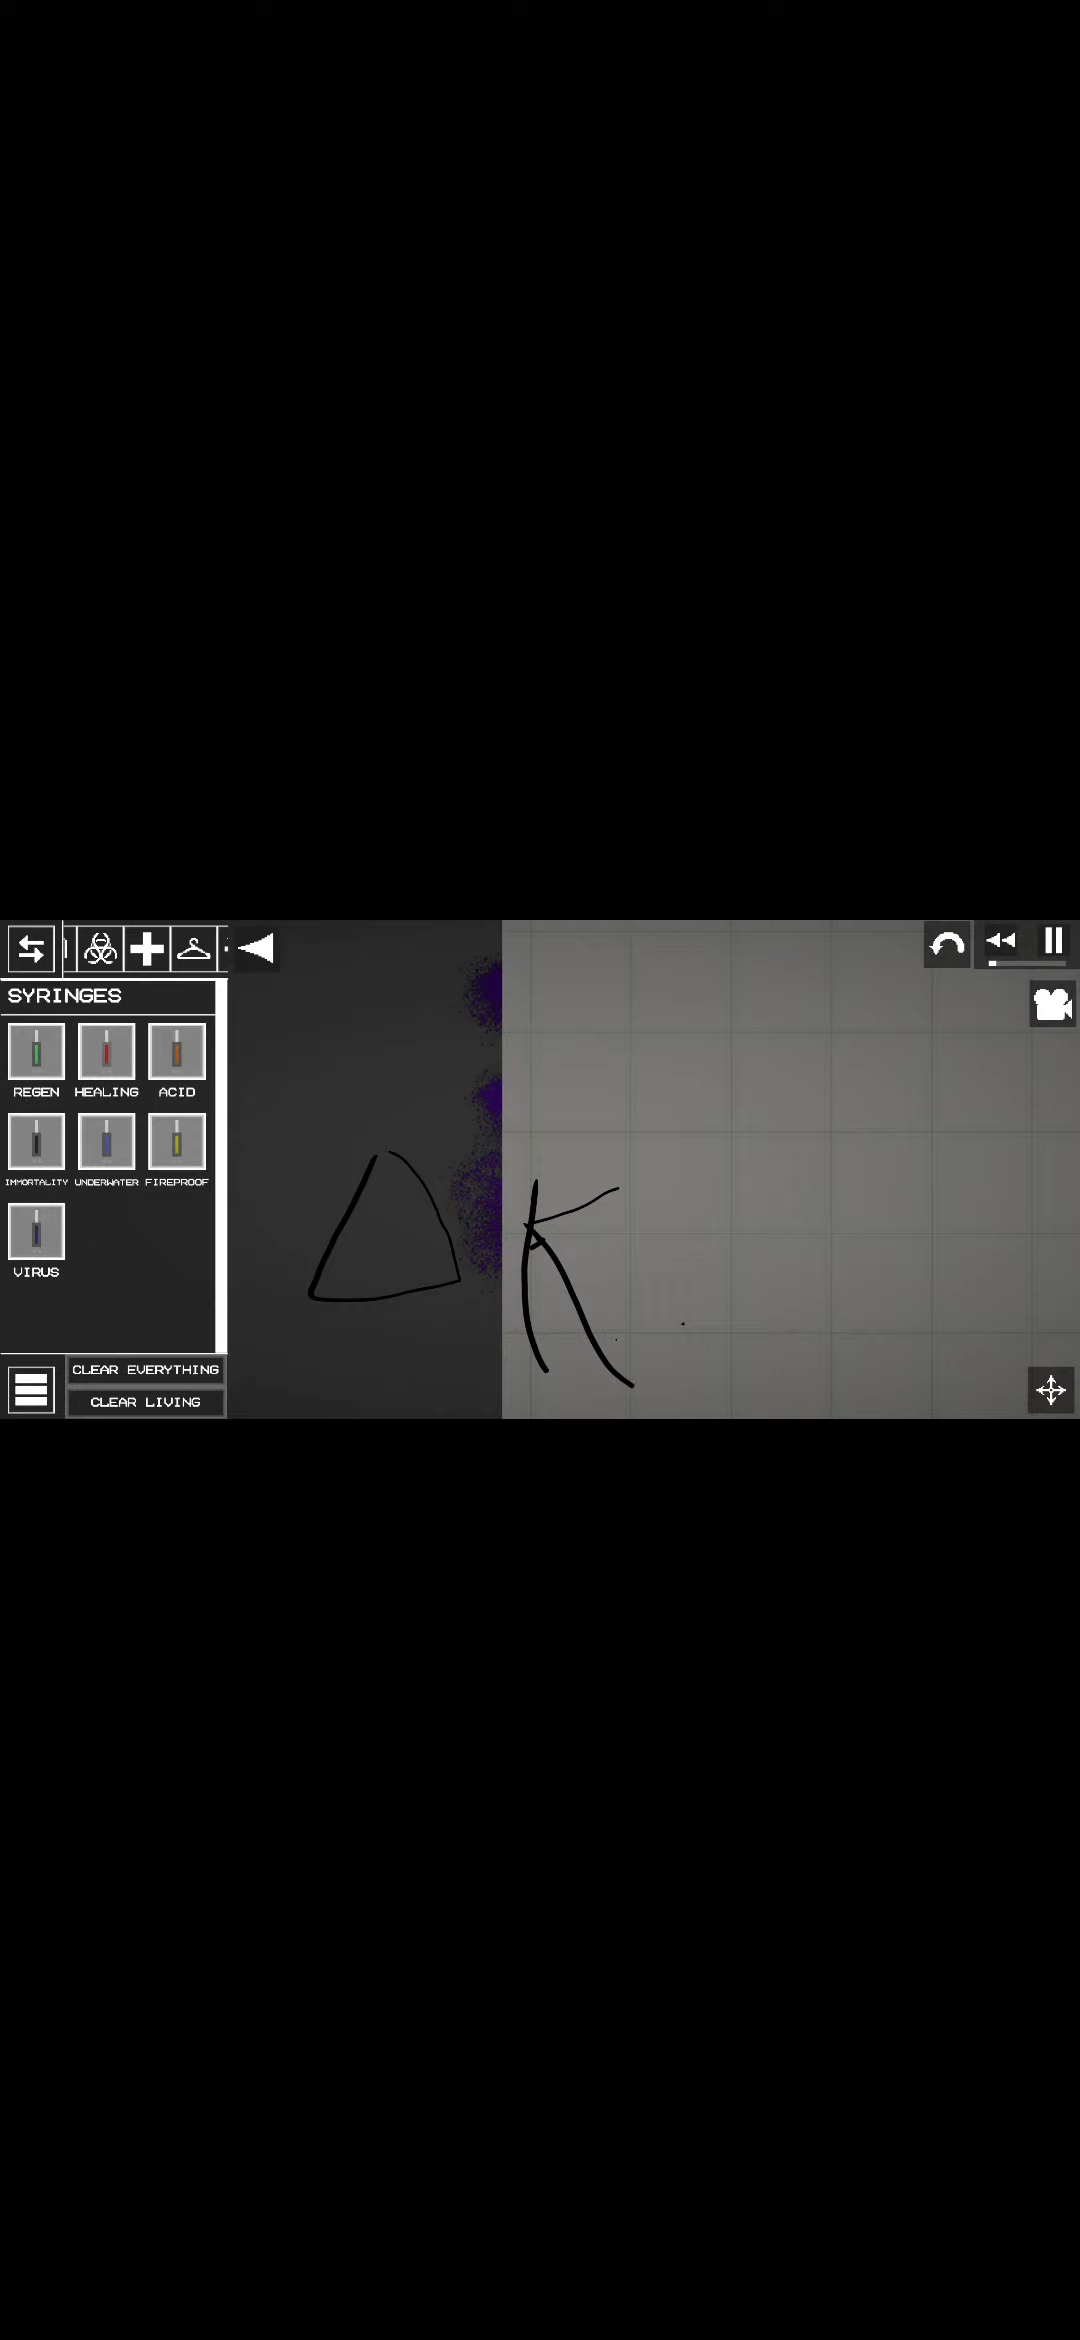 SYRINGES
REGEN HEALING ACID
IMMORTALITY UNDERWATER FIREPROOF
VIRUS
K
CLEAR EVERYTHING
CLEAR LIVING